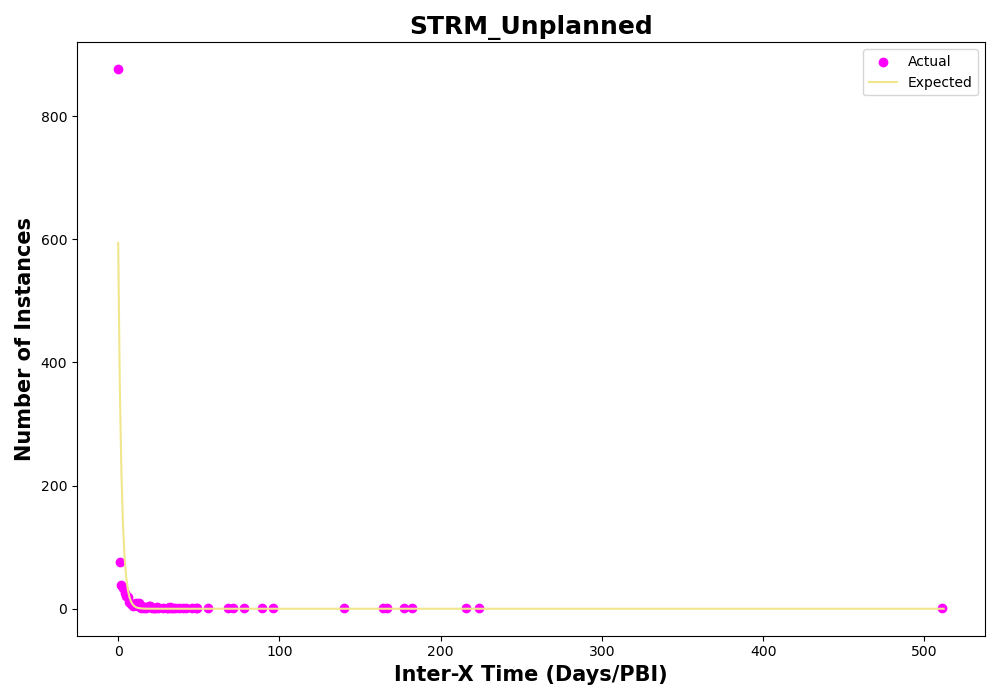 STRM_Unplanned
Actual
Expected
Number of Instances
800
600
400
200
0
0 100 200 300 400 500
Inter-X Time (Days/PBI)